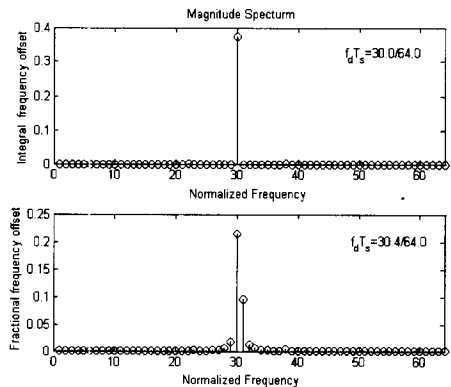 Magnitude Specturm
0.4
0.3
0.2
0.1
0
Integral frequency offset
f_dT_s=30.0/64.0
0 10 20 30 40 50 60
Normalized Frequency
0.25
0.2
0.15
0.1
0.05
0
Fractional frequency offset
f_dT_s=30.4/64.0
0 10 20 30 40 50 60
Normalized Frequency